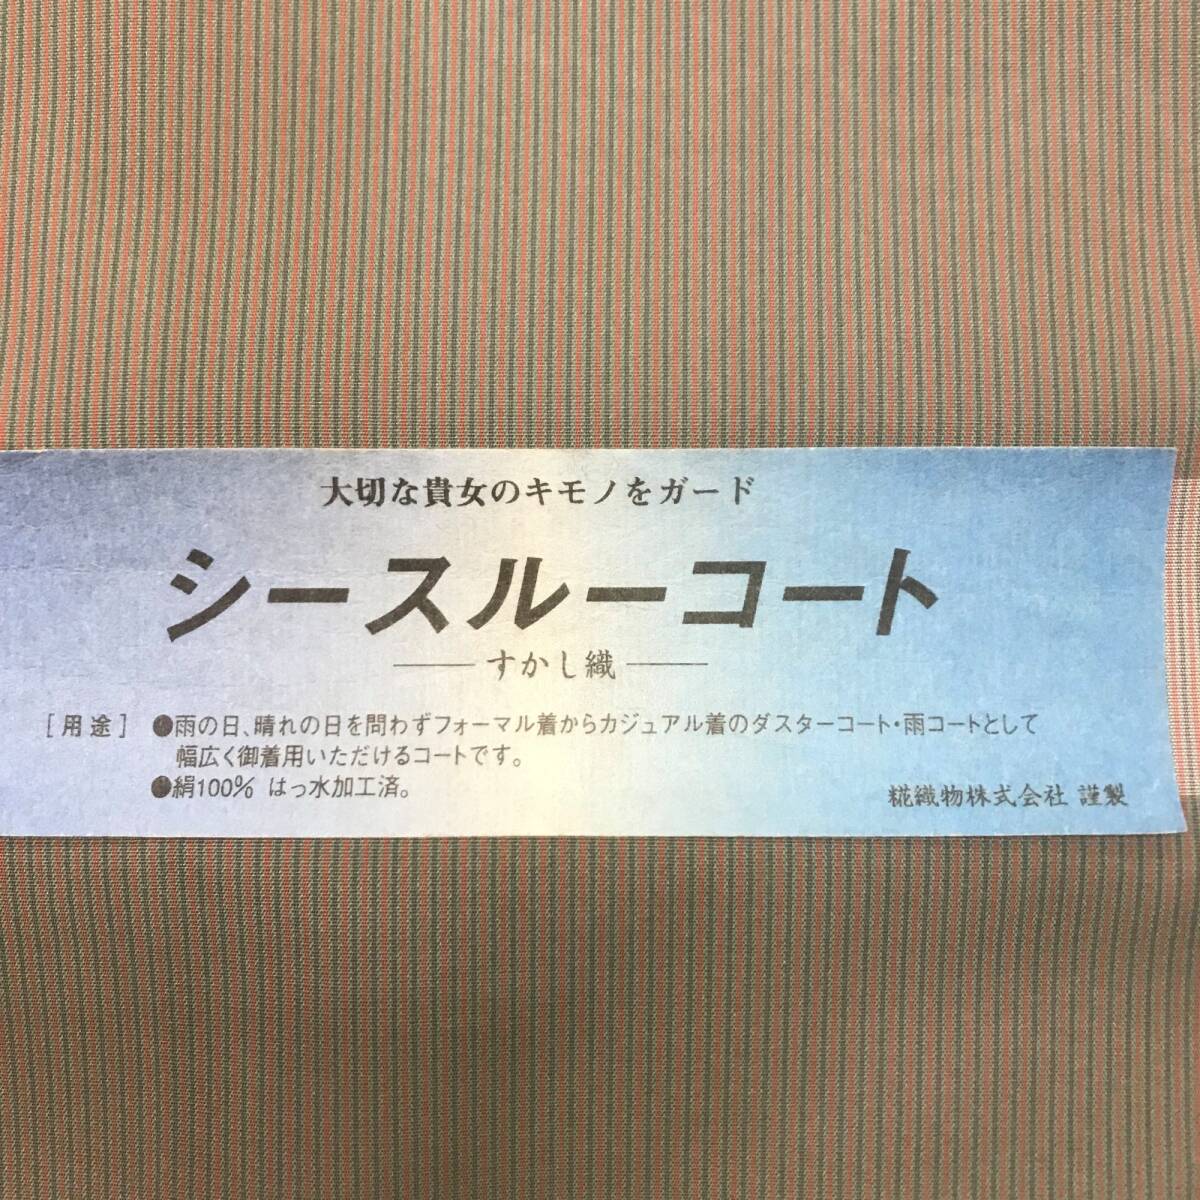 大切な貴女のキモノをガード
シースルーコート
すかし織
[用途] ●雨の日、晴れの日を問わずフォーマル着からカジュアル着のダスターコート・雨コートとして
幅広く御着用いただけるコートです。
●絹100% はっ水加工済。
糀織物株式会社 謹製